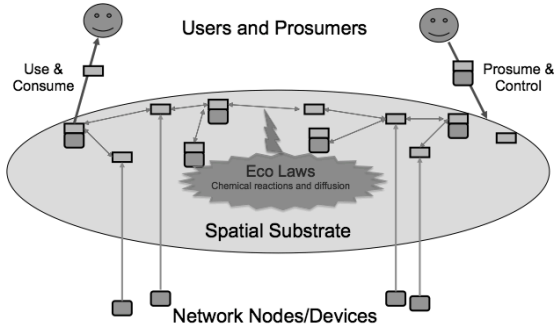 Users and Prosumers
Use &
Consume
Prosume &
Control
Eco Laws
Chemical reactions and diffusion
Spatial Substrate
Network Nodes/Devices